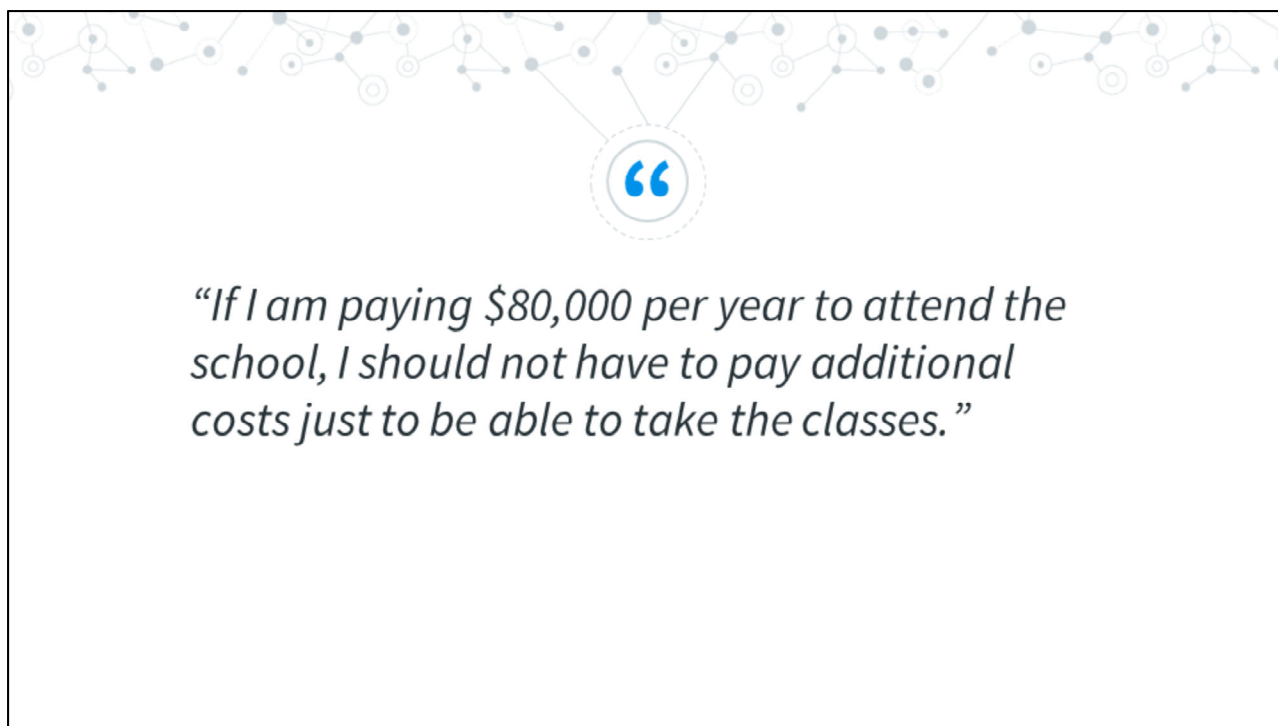 “
“If I am paying $80,000 per year to attend the
school, I should not have to pay additional
costs just to be able to take the classes.”